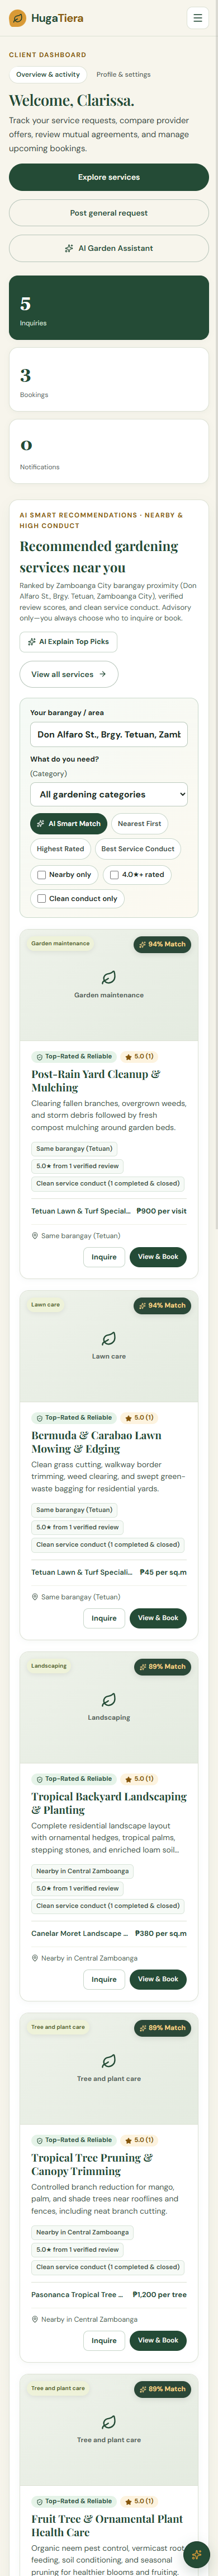 HugaTiera
CLIENT DASHBOARD
Overview & activity
Profile & settings
Welcome, Clarissa.
Track your service requests, compare provider
offers, review mutual agreements, and manage
upcoming bookings.
Explore services
Post general request
AI Garden Assistant
5
Inquiries
3
Bookings
0
Notifications
AI SMART RECOMMENDATIONS · NEARBY &
HIGH CONDUCT
Recommended gardening
services near you
Ranked by Zamboanga City barangay proximity (Don
Alfaro St., Brgy. Tetuan, Zamboanga City), verified
review scores, and clean service conduct. Advisory
only—you always choose who to inquire or book.
AI Explain Top Picks
View all services →
Your barangay / area
Don Alfaro St., Brgy. Tetuan, Zamb
What do you need?
(Category)
All gardening categories
AI Smart Match
Nearest First
Highest Rated
Best Service Conduct
Nearby only
4.0★+ rated
Clean conduct only
Garden maintenance
94% Match
Garden maintenance
Top-Rated & Reliable
★ 5.0 (1)
Post-Rain Yard Cleanup &
Mulching
Clearing fallen branches, overgrown weeds,
and storm debris followed by fresh
compost mulching around garden beds.
Same barangay (Tetuan)
5.0★ from 1 verified review
Clean service conduct (1 completed & closed)
Tetuan Lawn & Turf Special...
₱900 per visit
Same barangay (Tetuan)
Inquire
View & Book
Lawn care
94% Match
Lawn care
Top-Rated & Reliable
★ 5.0 (1)
Bermuda & Carabao Lawn
Mowing & Edging
Clean grass cutting, walkway border
trimming, weed clearing, and swept green-
waste bagging for residential yards.
Same barangay (Tetuan)
5.0★ from 1 verified review
Clean service conduct (1 completed & closed)
Tetuan Lawn & Turf Speciali...
₱45 per sq.m
Same barangay (Tetuan)
Inquire
View & Book
Landscaping
89% Match
Landscaping
Top-Rated & Reliable
★ 5.0 (1)
Tropical Backyard Landscaping
& Planting
Complete residential landscape layout
with ornamental hedges, tropical palms,
stepping stones, and enriched loam soil...
Nearby in Central Zamboanga
5.0★ from 1 verified review
Clean service conduct (1 completed & closed)
Canelar Moret Landscape ...
₱380 per sq.m
Nearby in Central Zamboanga
Inquire
View & Book
Tree and plant care
89% Match
Tree and plant care
Top-Rated & Reliable
★ 5.0 (1)
Tropical Tree Pruning &
Canopy Trimming
Controlled branch reduction for mango,
palm, and shade trees near rooflines and
fences, including neat branch cutting.
Nearby in Central Zamboanga
5.0★ from 1 verified review
Clean service conduct (1 completed & closed)
Pasonanca Tropical Tree ...
₱1,200 per tree
Nearby in Central Zamboanga
Inquire
View & Book
Tree and plant care
89% Match
Tree and plant care
Top-Rated & Reliable
★ 5.0 (1)
Fruit Tree & Ornamental Plant
Health Care
Organic neem pest control, vermicast root
feeding, soil conditioning, and seasonal
pruning for healthier blooms and fruiting.